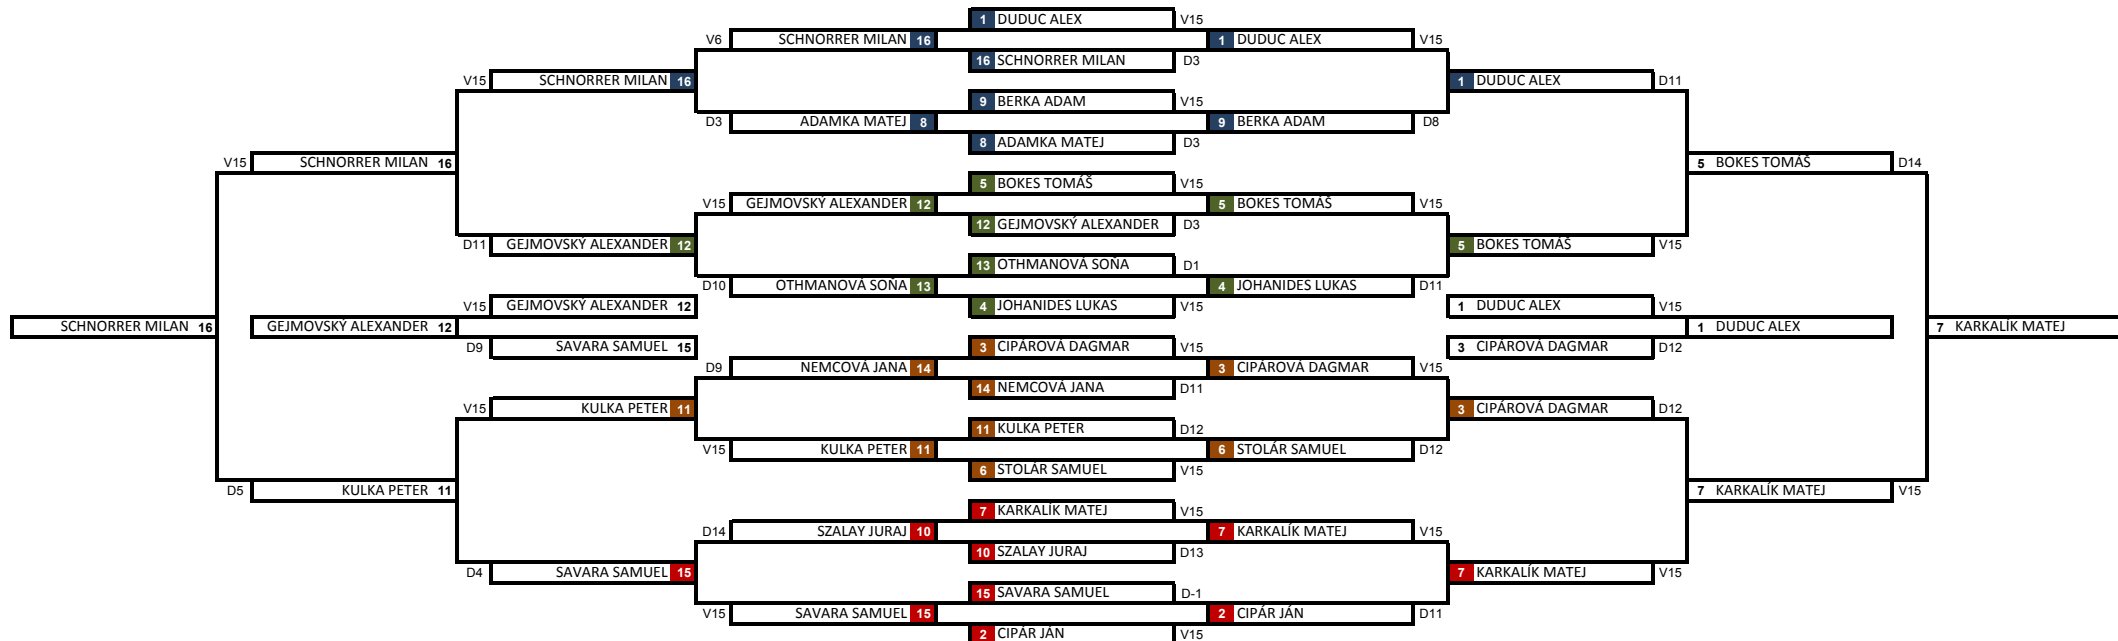 1 DUDUC ALEX V15
V6 SCHNORRER MILAN 16 1 DUDUC ALEX V15
16 SCHNORRER MILAN D3
V15 SCHNORRER MILAN 16 1 DUDUC ALEX D11
9 BERKA ADAM V15
D3 ADAMKA MATEJ 8 9 BERKA ADAM D8
8 ADAMKA MATEJ D3
V15 SCHNORRER MILAN 16 5 BOKES TOMÁŠ D14
5 BOKES TOMÁŠ V15
V15 GEJMOVSKÝ ALEXANDER 12 5 BOKES TOMÁŠ V15
12 GEJMOVSKÝ ALEXANDER D3
D11 GEJMOVSKÝ ALEXANDER 12 5 BOKES TOMÁŠ V15
13 OTHMANOVÁ SOŇA D1
D10 OTHMANOVÁ SOŇA 13 4 JOHANIDES LUKAS D11
V15 GEJMOVSKÝ ALEXANDER 12 4 JOHANIDES LUKAS V15 1 DUDUC ALEX V15
SCHNORRER MILAN 16 GEJMOVSKÝ ALEXANDER 12 1 DUDUC ALEX 7 KARKALÍK MATEJ
D9 SAVARA SAMUEL 15 3 CIPÁROVÁ DAGMAR V15 3 CIPÁROVÁ DAGMAR D12
D9 NEMCOVÁ JANA 14 3 CIPÁROVÁ DAGMAR V15
14 NEMCOVÁ JANA D11
V15 KULKA PETER 11 3 CIPÁROVÁ DAGMAR D12
11 KULKA PETER D12
V15 KULKA PETER 11 6 STOLÁR SAMUEL D12
6 STOLÁR SAMUEL V15
D5 KULKA PETER 11 7 KARKALÍK MATEJ V15
7 KARKALÍK MATEJ V15
D14 SZALAY JURAJ 10 7 KARKALÍK MATEJ V15
10 SZALAY JURAJ D13
D4 SAVARA SAMUEL 15 7 KARKALÍK MATEJ V15
15 SAVARA SAMUEL D-1
V15 SAVARA SAMUEL 15 2 CIPÁR JÁN D11
2 CIPÁR JÁN V15